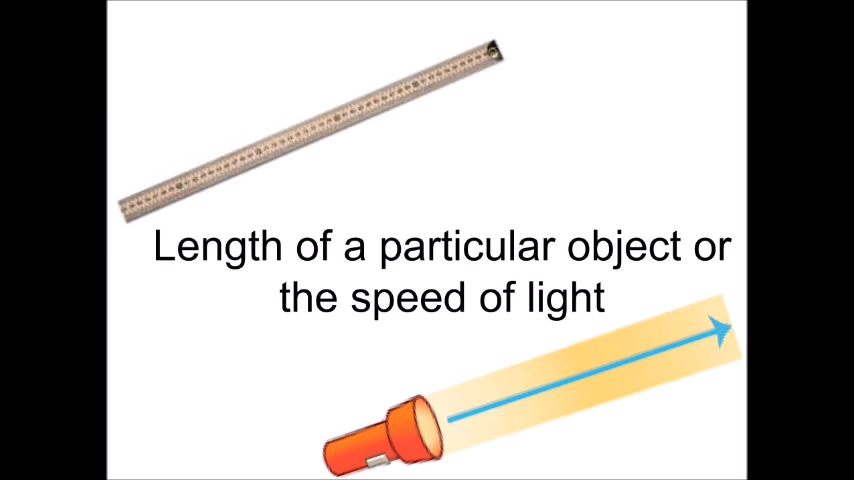 Length of a particular object or
the speed of light